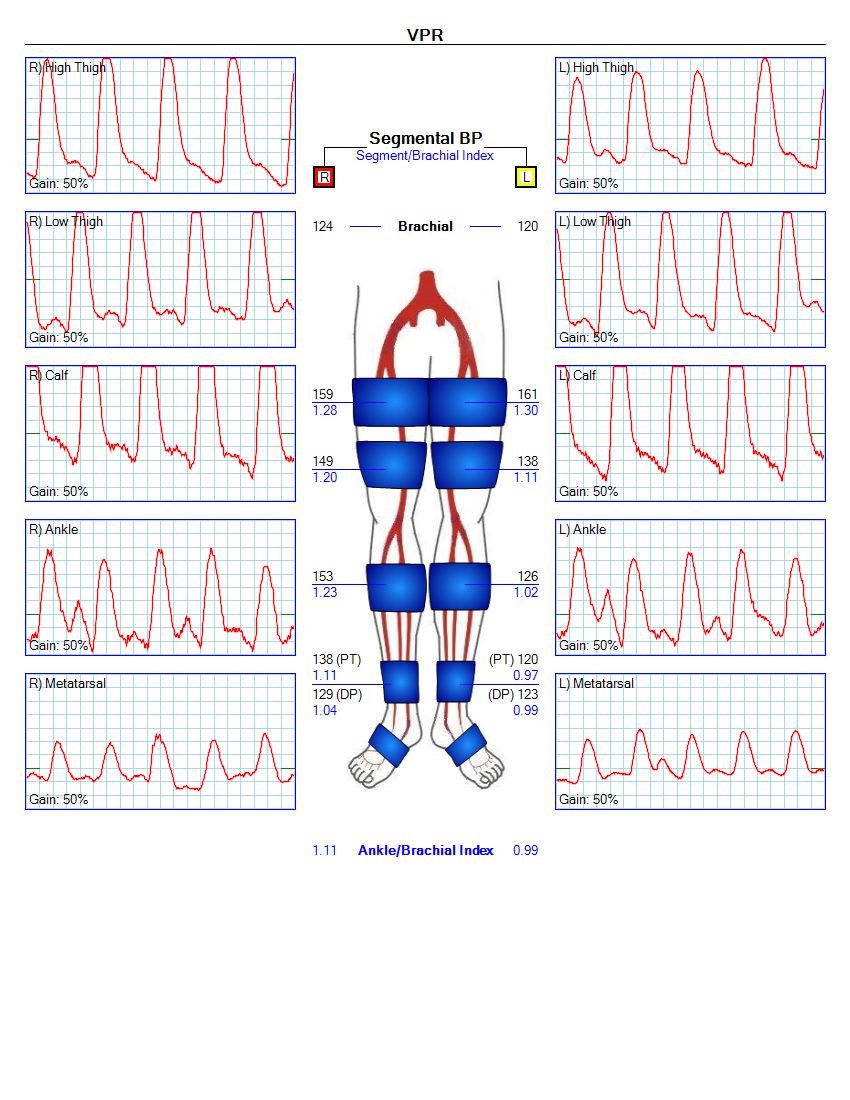 VPR
R) High Thigh
Gain: 50%
R) Low Thigh
Gain: 50%
R) Calf
Gain: 50%
R) Ankle
Gain: 50%
R) Metatarsal
Gain: 50%
Segmental BP
Segment/Brachial Index
R L
124 Brachial 120
159 161
1.28 1.30
149 138
1.20 1.11
153 126
1.23 1.02
138 (PT) (PT) 120
1.11 0.97
129 (DP) (DP) 123
1.04 0.99
1.11 Ankle/Brachial Index 0.99
L) High Thigh
Gain: 50%
L) Low Thigh
Gain: 50%
L) Calf
Gain: 50%
L) Ankle
Gain: 50%
L) Metatarsal
Gain: 50%